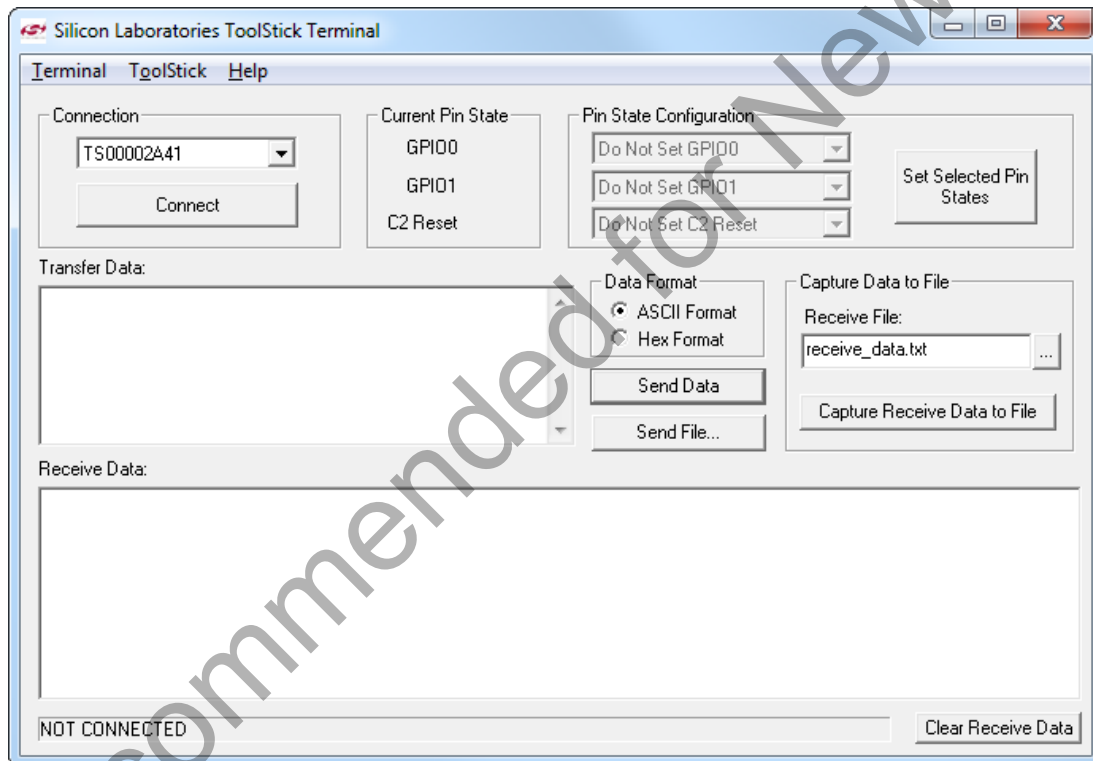 Silicon Laboratories ToolStick Terminal
Terminal ToolStick Help
Connection
TS00002A41
Connect
Current Pin State
GPIO0
GPIO1
C2 Reset
Pin State Configuration
Do Not Set GPIO0
Do Not Set GPIO1
Do Not Set C2 Reset
Set Selected Pin
States
Transfer Data:
Data Format
ASCII Format
Hex Format
Send Data
Send File...
Capture Data to File
Receive File:
receive_data.txt
...
Capture Receive Data to File
Receive Data:
NOT CONNECTED
Clear Receive Data
commended for New